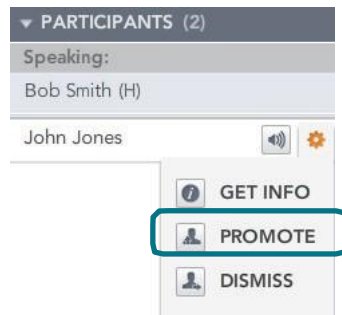 PARTICIPANTS (2)
Speaking:
Bob Smith (H)
John Jones
GET INFO
PROMOTE
DISMISS